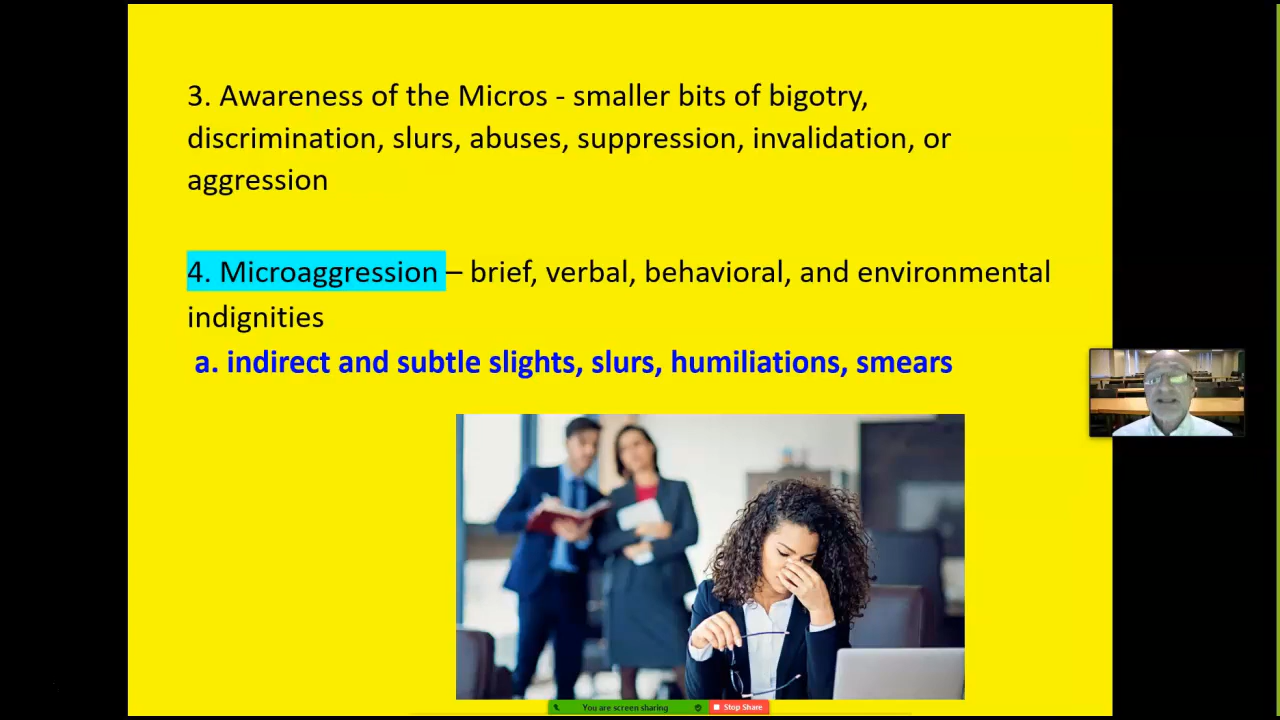 3. Awareness of the Micros - smaller bits of bigotry,
discrimination, slurs, abuses, suppression, invalidation, or
aggression
4. Microaggression – brief, verbal, behavioral, and environmental
indignities
a. indirect and subtle slights, slurs, humiliations, smears
You are screen sharing
Stop Share